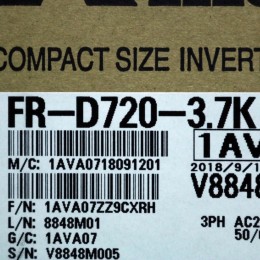 COMPACT SIZE INVERT
FR-D720-3.7K
1AV
M/C: 1AVA0718091201
2018/9/1
V8848
F/N: 1AVA07ZZ9CXRH
L/N: 8848M01
3PH AC2
G/C: 1AVA07
50/
S/N: V8848M005